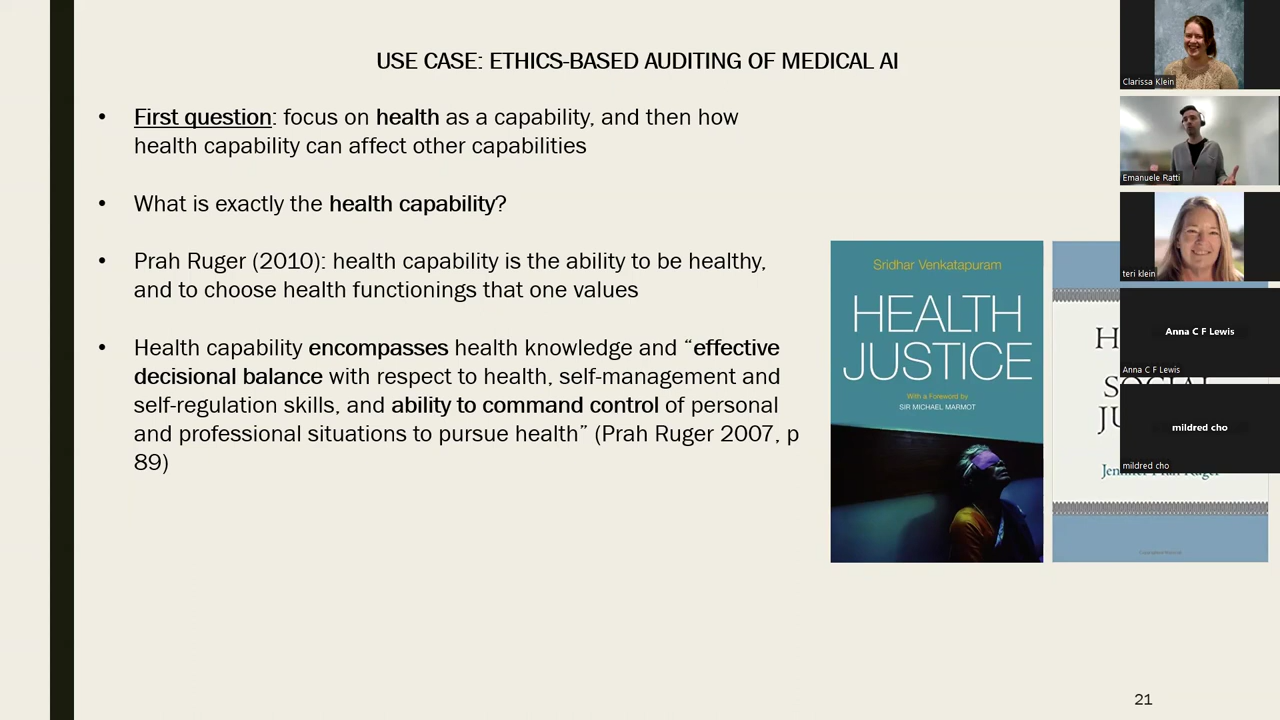 USE CASE: ETHICS-BASED AUDITING OF MEDICAL AI
• First question: focus on health as a capability, and then how
health capability can affect other capabilities
• What is exactly the health capability?
• Prah Ruger (2010): health capability is the ability to be healthy,
and to choose health functionings that one values
• Health capability encompasses health knowledge and “effective
decisional balance with respect to health, self-management and
self-regulation skills, and ability to command control of personal
and professional situations to pursue health” (Prah Ruger 2007, p
89)
Sridhar Venkatapuram
HEALTH
JUSTICE
With a Foreword by
SIR MICHAEL MARMOT
SOCIAL
Clarissa Klein
Emanuele Ratti
teri klein
Anna C F Lewis
Anna C F Lewis
mildred cho
mildred cho
21